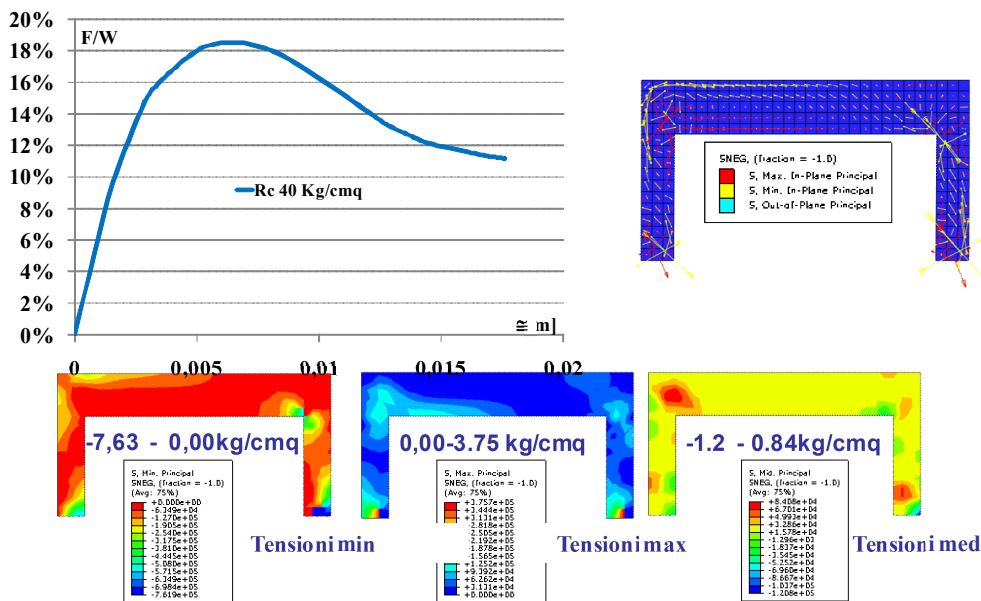 20%
18%
16%
14%
12%
10%
8%
6%
4%
2%
0%
F/W
Rc 40 Kg/cmq
≅ m]
0
0,005
0,01
0,015
0,02
SNEG, (fraction = -1.0)
S, Max. In-Plane Principal
S, Min. In-Plane Principal
S, Out-of-Plane Principal
-7,63 - 0,00kg/cmq
S, Min. Principal
SNEG, (fraction = -1.0)
(Avg: 75%)
+0.000e+00
-6.349e+04
-1.270e+05
-1.905e+05
-2.540e+05
-3.175e+05
-3.810e+05
-4.445e+05
-5.080e+05
-5.715e+05
-6.349e+05
-6.984e+05
-7.619e+05
Tensioni min
0,00-3.75 kg/cmq
S, Max. Principal
SNEG, (fraction = -1.0)
(Avg: 75%)
+3.757e+05
+3.444e+05
+3.131e+05
+2.818e+05
+2.505e+05
+2.192e+05
+1.878e+05
+1.565e+05
+1.252e+05
+9.392e+04
+6.262e+04
+3.131e+04
+0.000e+00
Tensioni max
-1.2 - 0.84kg/cmq
S, Mid. Principal
SNEG, (fraction = -1.0)
(Avg: 75%)
+8.408e+04
+6.701e+04
+4.993e+04
+3.286e+04
+1.578e+04
-1.296e+03
-1.837e+04
-3.545e+04
-5.252e+04
-6.960e+04
-8.667e+04
-1.037e+05
-1.208e+05
Tensioni med